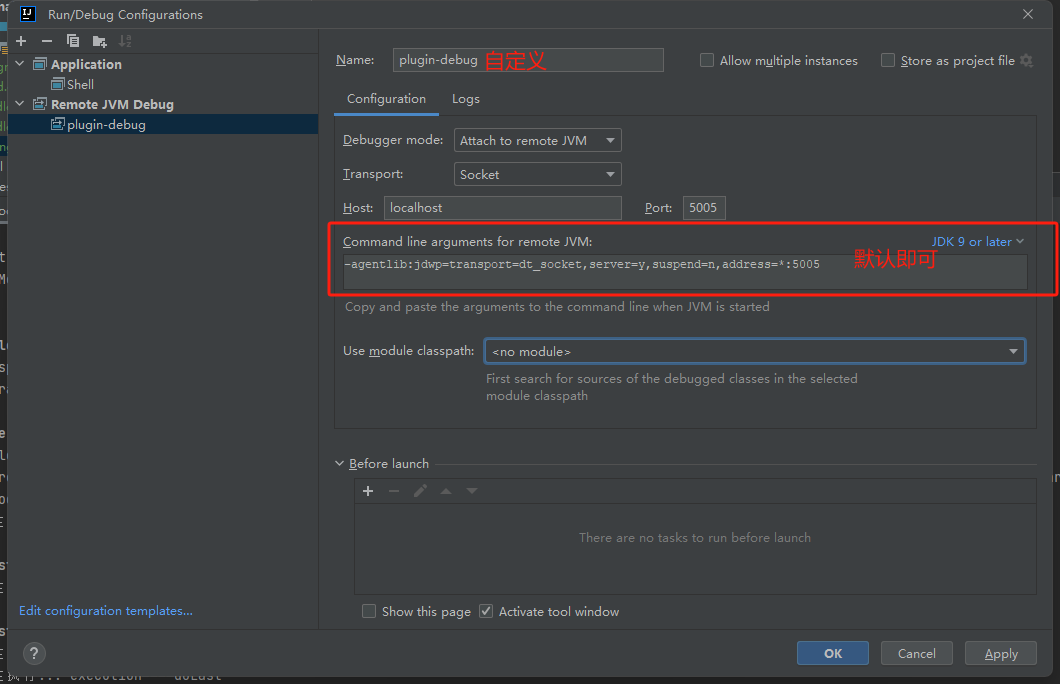 Run/Debug Configurations
Application
Shell
Remote JVM Debug
plugin-debug
Edit configuration templates...
Name: plugin-debug 自定义
Allow multiple instances
Store as project file
Configuration Logs
Debugger mode: Attach to remote JVM
Transport: Socket
Host: localhost Port: 5005
Command line arguments for remote JVM: JDK 9 or later
-agentlib:jdwp=transport=dt_socket,server=y,suspend=n,address=*:5005
默认即可
Copy and paste the arguments to the command line when JVM is started
Use module classpath: <no module>
First search for sources of the debugged classes in the selected
module classpath
Before launch
There are no tasks to run before launch
Show this page Activate tool window
? OK Cancel Apply